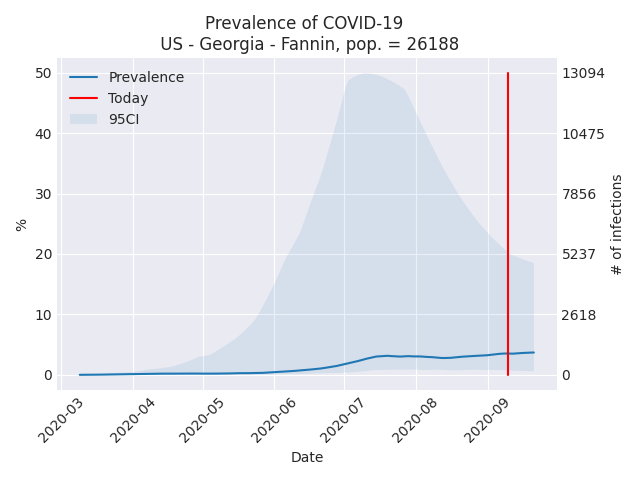 Prevalence of COVID-19
US - Georgia - Fannin, pop. = 26188
Prevalence
Today
95CI
50
40
30
20
10
0
%
13094
10475
7856
5237
2618
0
# of infections
2020-03
2020-04
2020-05
2020-06
2020-07
2020-08
2020-09
Date